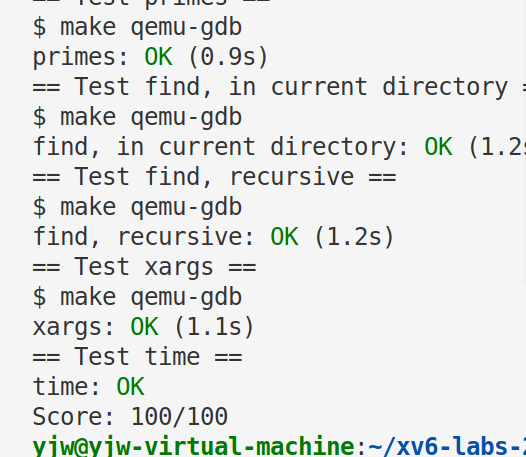 == Test primes ==
$ make qemu-gdb
primes: OK (0.9s)
== Test find, in current directory =
$ make qemu-gdb
find, in current directory: OK (1.2s
== Test find, recursive ==
$ make qemu-gdb
find, recursive: OK (1.2s)
== Test xargs ==
$ make qemu-gdb
xargs: OK (1.1s)
== Test time ==
time: OK
Score: 100/100
yjw@yjw-virtual-machine:~/xv6-labs-2